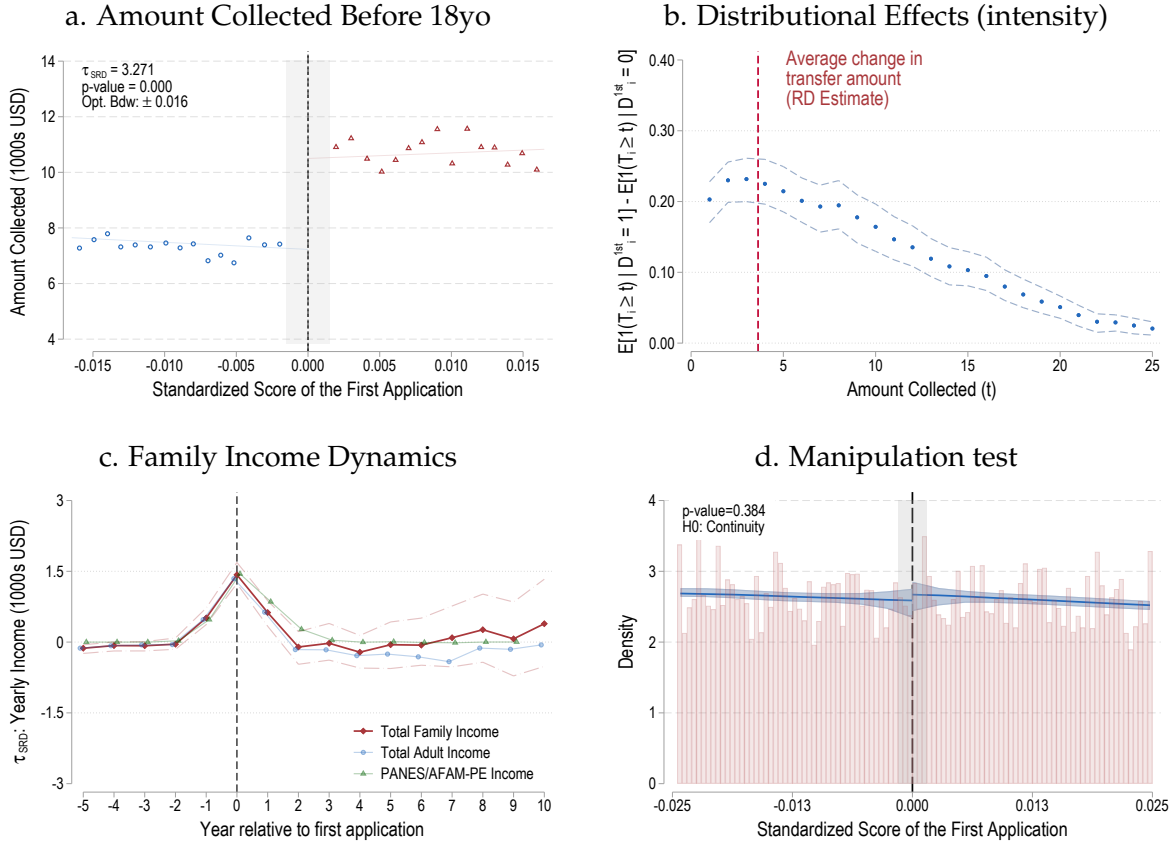 a. Amount Collected Before 18yo
14
12
10
8
6
4
Amount Collected (1000s USD)
τSRD = 3.271
p-value = 0.000
Opt. Bdw: ± 0.016
-0.015
-0.010
-0.005
0.000
0.005
0.010
0.015
Standardized Score of the First Application
b. Distributional Effects (intensity)
0.40
0.30
0.20
0.10
0.00
E[1(Ti ≥ t) | D1sti = 1] - E[1(Ti ≥ t) | D1sti = 0]
Average change in
transfer amount
(RD Estimate)
0
5
10
15
20
25
Amount Collected (t)
c. Family Income Dynamics
3
1.5
0
-1.5
-3
τSRD: Yearly Income (1000s USD)
Total Family Income
Total Adult Income
PANES/AFAM-PE Income
-5
-4
-3
-2
-1
0
1
2
3
4
5
6
7
8
9
10
Year relative to first application
d. Manipulation test
4
3
2
1
0
Density
p-value=0.384
H0: Continuity
-0.025
-0.013
0.000
0.013
0.025
Standardized Score of the First Application